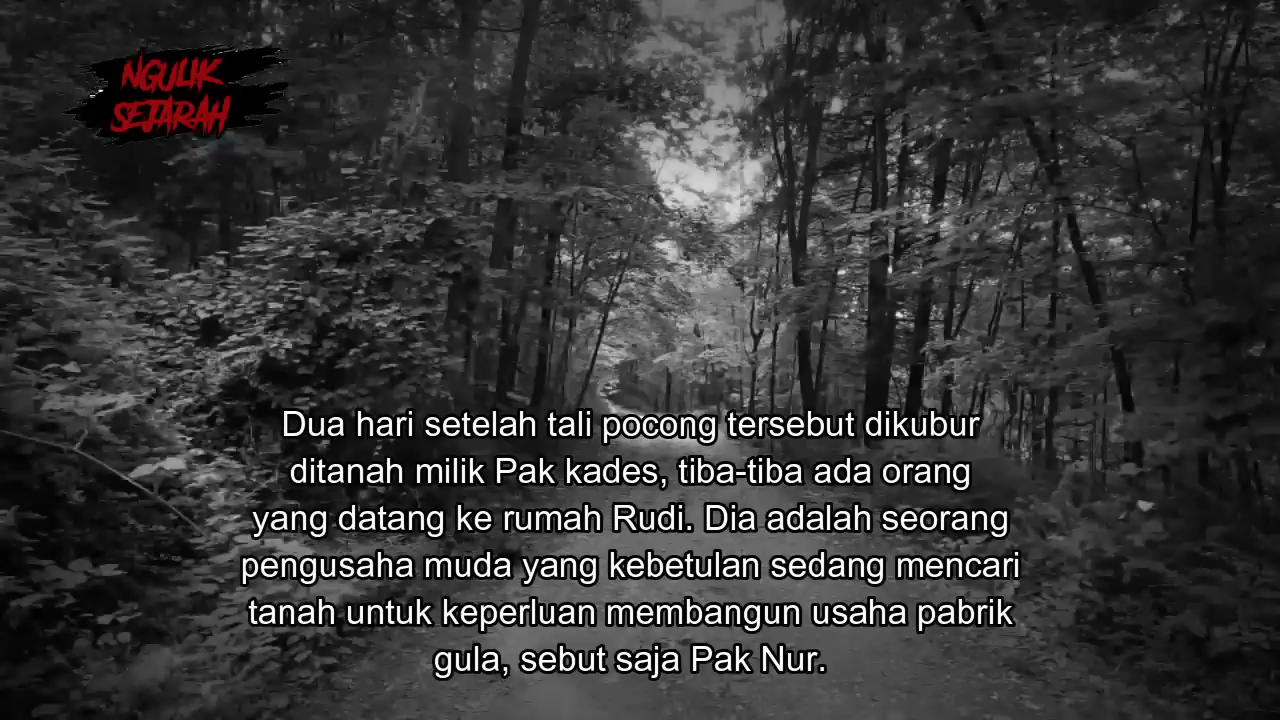 NGULIK
SEJARAH
Dua hari setelah tali pocong tersebut dikubur
ditanah milik Pak kades, tiba-tiba ada orang
yang datang ke rumah Rudi. Dia adalah seorang
pengusaha muda yang kebetulan sedang mencari
tanah untuk keperluan membangun usaha pabrik
gula, sebut saja Pak Nur.